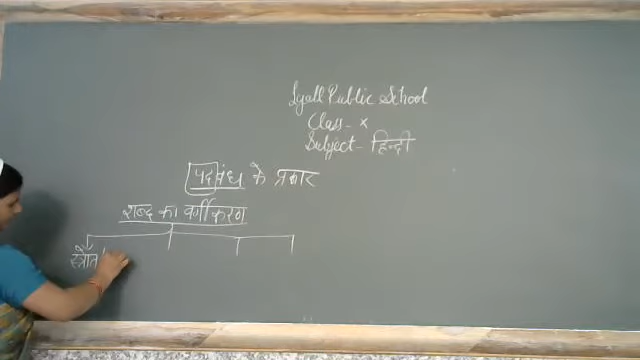 Lyall Public School
Class - X
Subject - हिन्दी
पदबंध के प्रकार
शब्द का वर्गीकरण
स्त्रोत